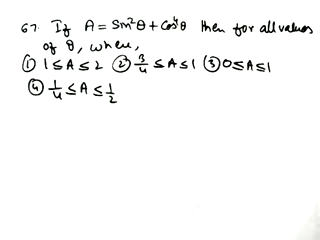 67. If A = Sin²θ + Cos⁴θ then for all values
of θ, where,
① 1 ≤ A ≤ 2 ② 3/4 ≤ A ≤ 1 ③ 0 ≤ A ≤ 1
④ 1/4 ≤ A ≤ 1/2